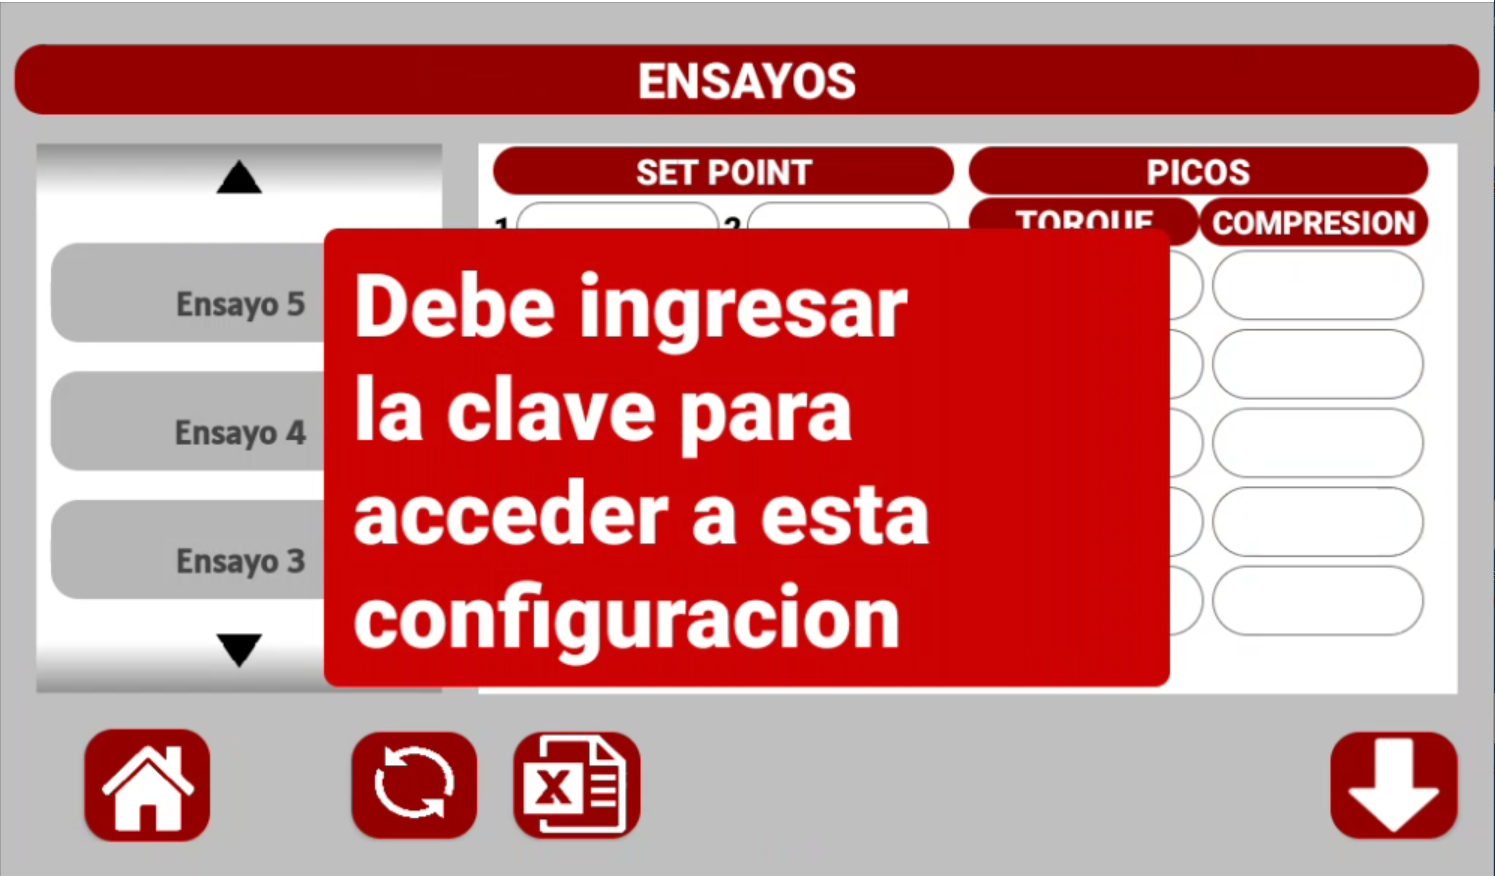 ENSAYOS
SET POINT
PICOS
1 2
TORQUE COMPRESION
Ensayo 5
Ensayo 4
Ensayo 3
Debe ingresar
la clave para
acceder a esta
configuracion
X